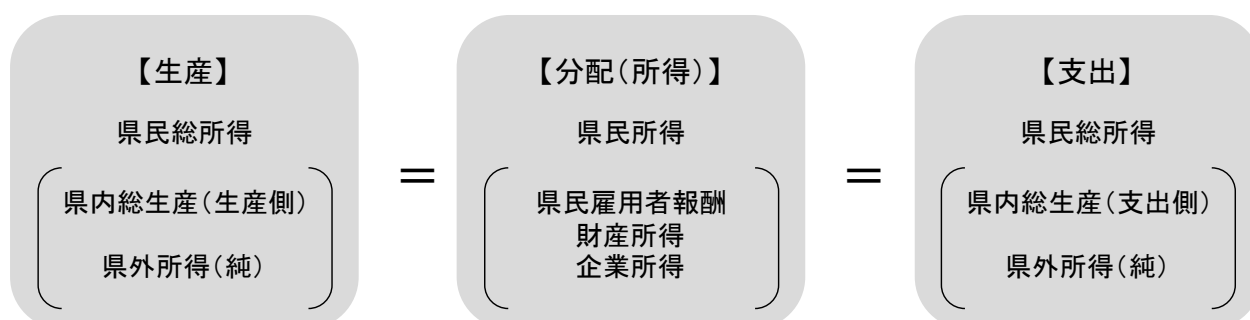 【生産】
県民総所得
県内総生産(生産側)
県外所得(純)
=
【分配(所得)】
県民所得
県民雇用者報酬
財産所得
企業所得
=
【支出】
県民総所得
県内総生産(支出側)
県外所得(純)